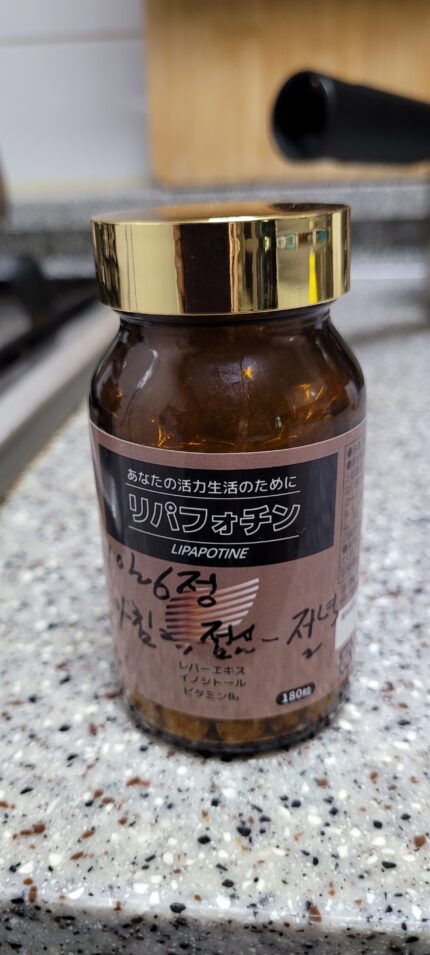 あなたの活力生活のために
リパフォチン
LIPAPOTINE
6정
아침 점심 - 저녁
レバーエキス
イノシトール
ビタミンB₂
180粒